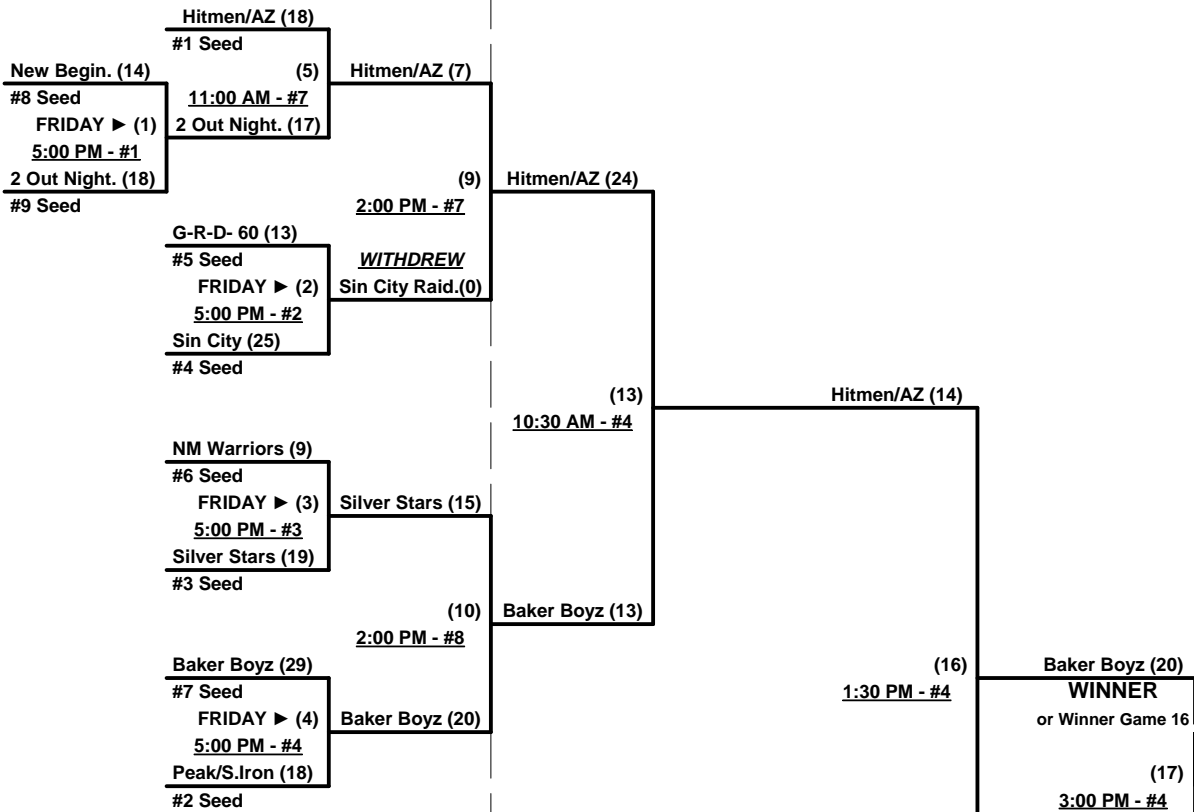 Hitmen/AZ (18)
#1 Seed
New Begin. (14)
(5)
Hitmen/AZ (7)
#8 Seed
11:00 AM - #7
FRIDAY ► (1)
2 Out Night. (17)
5:00 PM - #1
2 Out Night. (18)
(9)
Hitmen/AZ (24)
#9 Seed
2:00 PM - #7
G-R-D- 60 (13)
#5 Seed
WITHDREW
FRIDAY ► (2)
Sin City Raid.(0)
5:00 PM - #2
Sin City (25)
#4 Seed
(13)
Hitmen/AZ (14)
10:30 AM - #4
NM Warriors (9)
#6 Seed
FRIDAY ► (3)
Silver Stars (15)
5:00 PM - #3
Silver Stars (19)
#3 Seed
(10)
Baker Boyz (13)
2:00 PM - #8
Baker Boyz (29)
(16)
Baker Boyz (20)
#7 Seed
1:30 PM - #4
WINNER
FRIDAY ► (4)
Baker Boyz (20)
or Winner Game 16
5:00 PM - #4
Peak/S.Iron (18)
(17)
#2 Seed
3:00 PM - #4